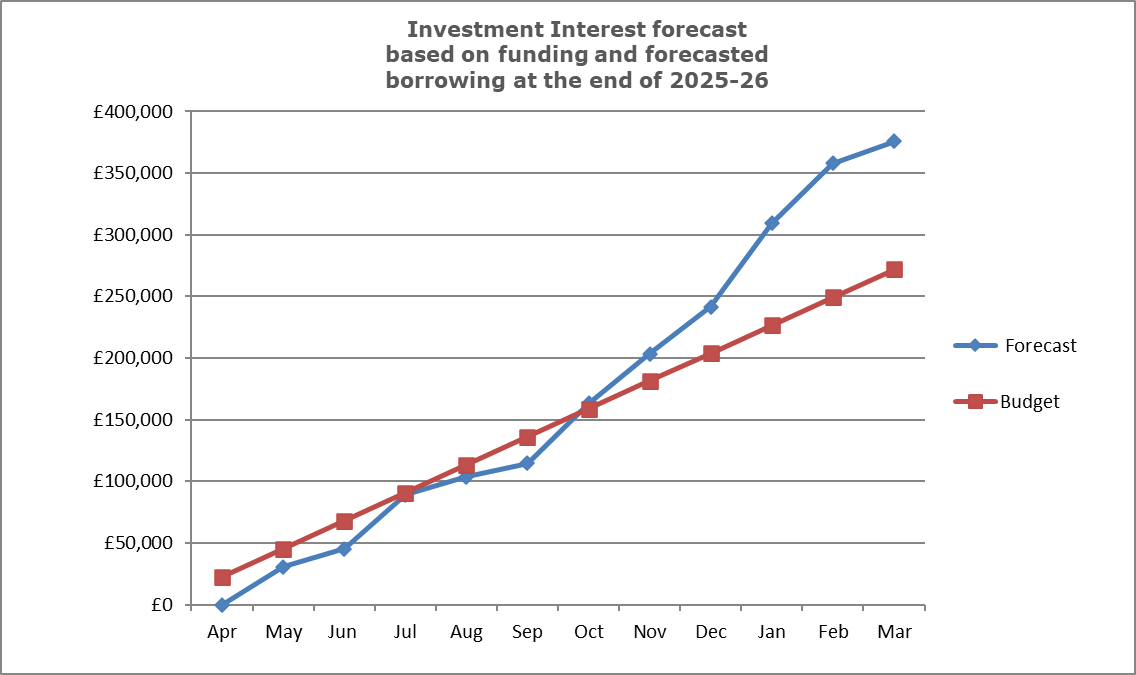 Investment Interest forecast
based on funding and forecasted
borrowing at the end of 2025-26
£400,000
£350,000
£300,000
£250,000
£200,000
£150,000
£100,000
£50,000
£0
Apr May Jun Jul Aug Sep Oct Nov Dec Jan Feb Mar
Forecast
Budget